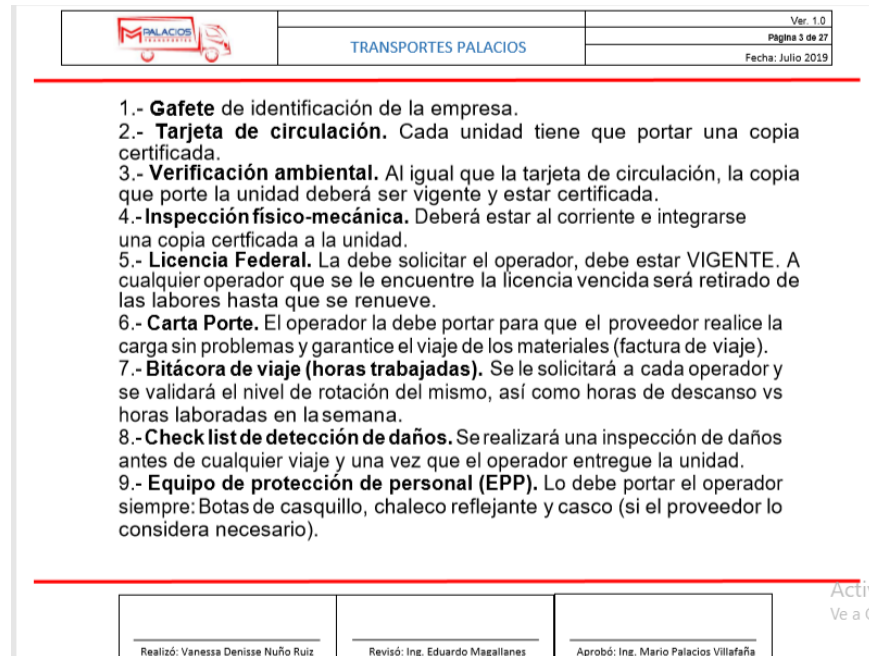 PALACIOS
TRANSPORTES
TRANSPORTES PALACIOS
Ver. 1.0
Página 3 de 27
Fecha: Julio 2019
1.- Gafete de identificación de la empresa.
2.- Tarjeta de circulación. Cada unidad tiene que portar una copia
certificada.
3.- Verificación ambiental. Al igual que la tarjeta de circulación, la copia
que porte la unidad deberá ser vigente y estar certificada.
4.- Inspección físico-mecánica. Deberá estar al corriente e integrarse
una copia certficada a la unidad.
5.- Licencia Federal. La debe solicitar el operador, debe estar VIGENTE. A
cualquier operador que se le encuentre la licencia vencida será retirado de
las labores hasta que se renueve.
6.- Carta Porte. El operador la debe portar para que el proveedor realice la
carga sin problemas y garantice el viaje de los materiales (factura de viaje).
7.- Bitácora de viaje (horas trabajadas). Se le solicitará a cada operador y
se validará el nivel de rotación del mismo, así como horas de descanso vs
horas laboradas en la semana.
8.- Check list de detección de daños. Se realizará una inspección de daños
antes de cualquier viaje y una vez que el operador entregue la unidad.
9.- Equipo de protección de personal (EPP). Lo debe portar el operador
siempre: Botas de casquillo, chaleco reflejante y casco (si el proveedor lo
considera necesario).
Acti
Ve a
Realizó: Vanessa Denisse Nuño Ruiz
Revisó: Ing. Eduardo Magallanes
Aprobó: Ing. Mario Palacios Villafaña